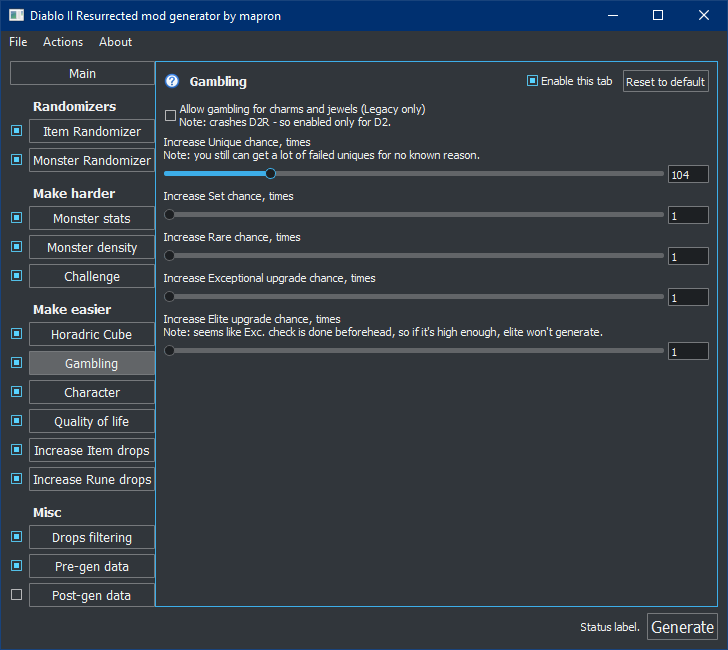 Diablo II Resurrected mod generator by mapron
File Actions About
Main
Randomizers
Item Randomizer
Monster Randomizer
Make harder
Monster stats
Monster density
Challenge
Make easier
Horadric Cube
Gambling
Character
Quality of life
Increase Item drops
Increase Rune drops
Misc
Drops filtering
Pre-gen data
Post-gen data
? Gambling
Enable this tab
Reset to default
Allow gambling for charms and jewels (Legacy only)
Note: crashes D2R - so enabled only for D2.
Increase Unique chance, times
Note: you still can get a lot of failed uniques for no known reason.
104
Increase Set chance, times
1
Increase Rare chance, times
1
Increase Exceptional upgrade chance, times
1
Increase Elite upgrade chance, times
Note: seems like Exc. check is done beforehead, so if it's high enough, elite won't generate.
1
Status label.
Generate